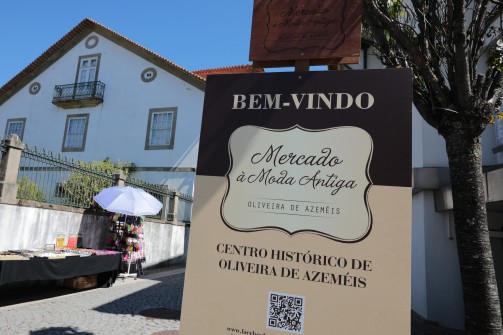 BEM-VINDO
Mercado
à Moda Antiga
OLIVEIRA DE AZEMÉIS
CENTRO HISTÓRICO DE
OLIVEIRA DE AZEMÉIS